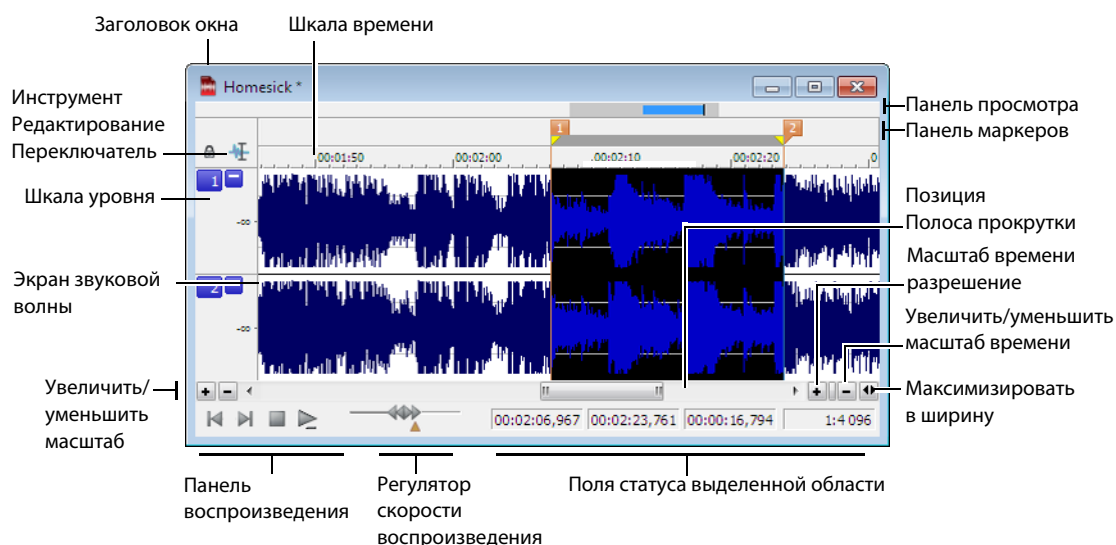 Заголовок окна
Шкала времени
Homesick *
Инструмент
Редактирование
Переключатель
Шкала уровня
Экран звуковой
волны
Увеличить/
уменьшить
масштаб
Панель просмотра
Панель маркеров
1
2
00:01:50
00:02:00
00:02:10
00:02:20
0
1
-∞
2
-∞
Позиция
Полоса прокрутки
Масштаб времени
разрешение
Увеличить/уменьшить
масштаб времени
Максимизировать
в ширину
00:02:06,967
00:02:23,761
00:00:16,794
1:4 096
Панель
воспроизведения
Регулятор
скорости
воспроизведения
Поля статуса выделенной области